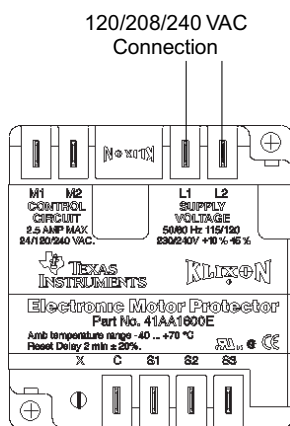 120/208/240 VAC
Connection
KLIXON
M1 M2 L1 L2
CONTROL
CIRCUIT
2.5 AMP MAX
24/120/240 VAC.
SUPPLY
VOLTAGE
50/60 Hz 115/120
230/240V +10 % -15 %
TEXAS
INSTRUMENTS
KLIXON
Electronic Motor Protector
Part No. 41AA1600E
Amb temperature range -40 ... +70 °C
Reset Delay 2 min ± 20%.
X C S1 S2 S3